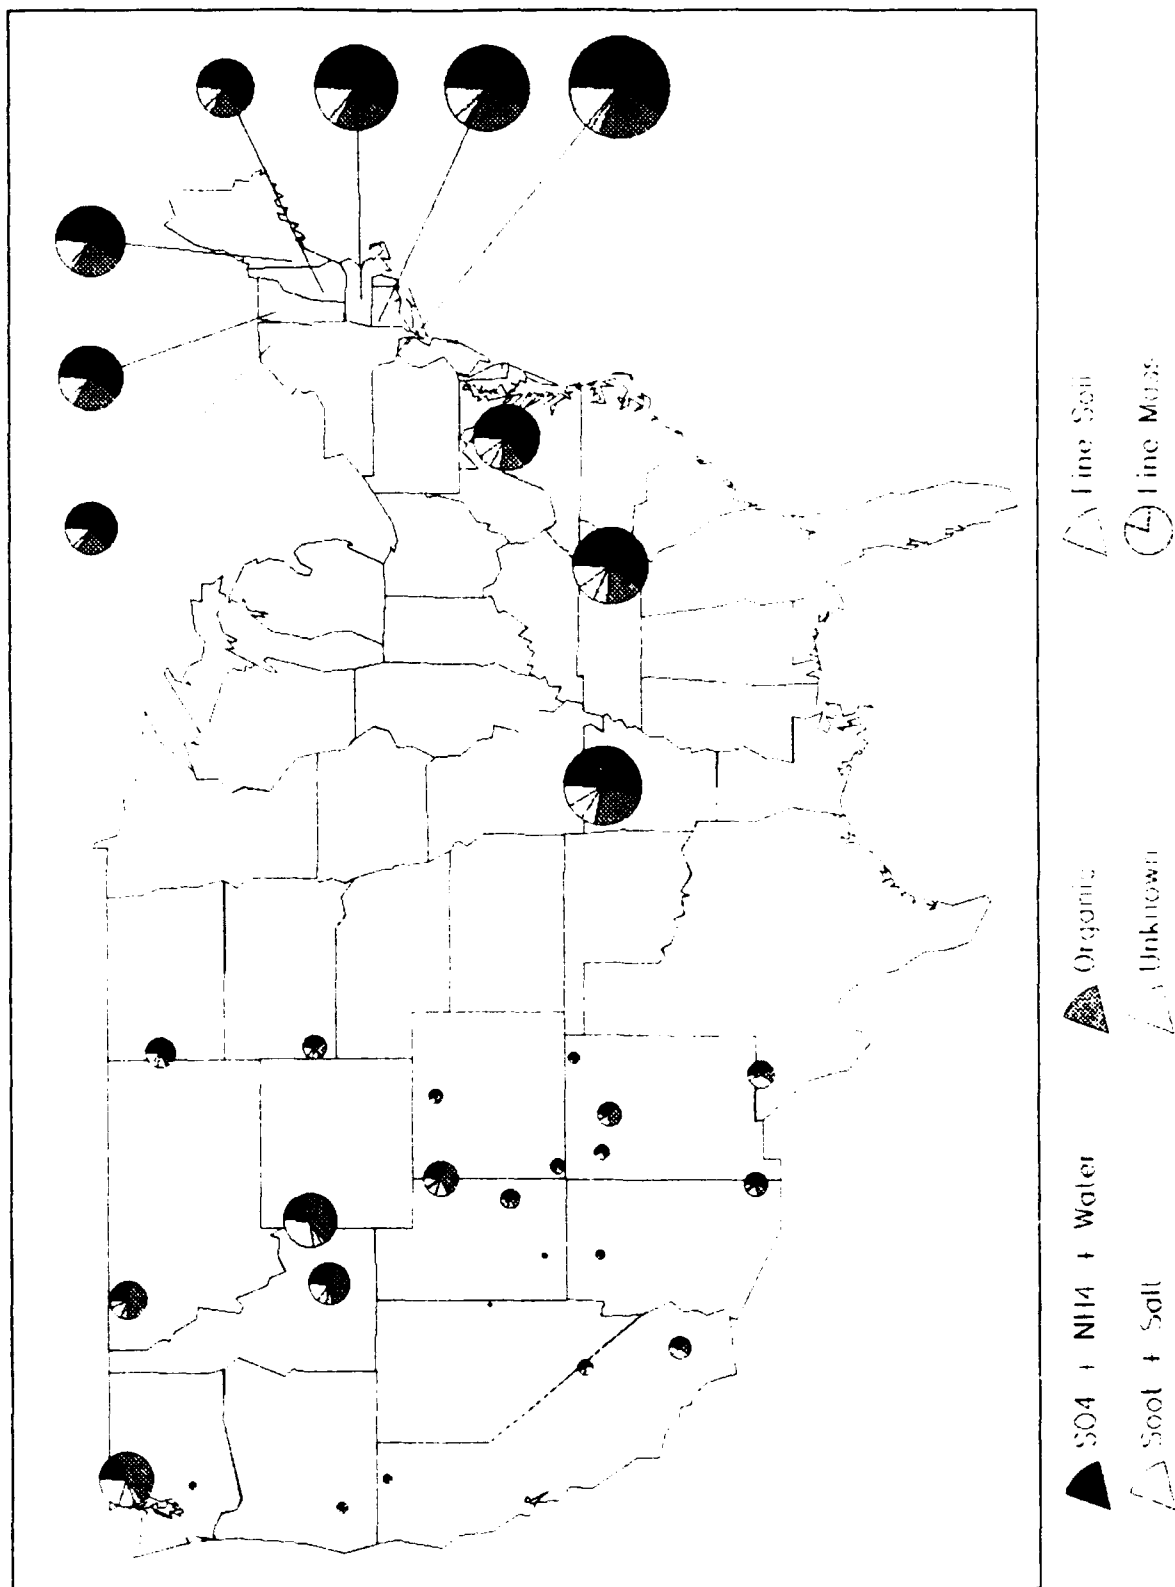 SO4 + NH4 + Water
Organic
Fine Soil
Soot + Salt
Unknown
Fine Mass